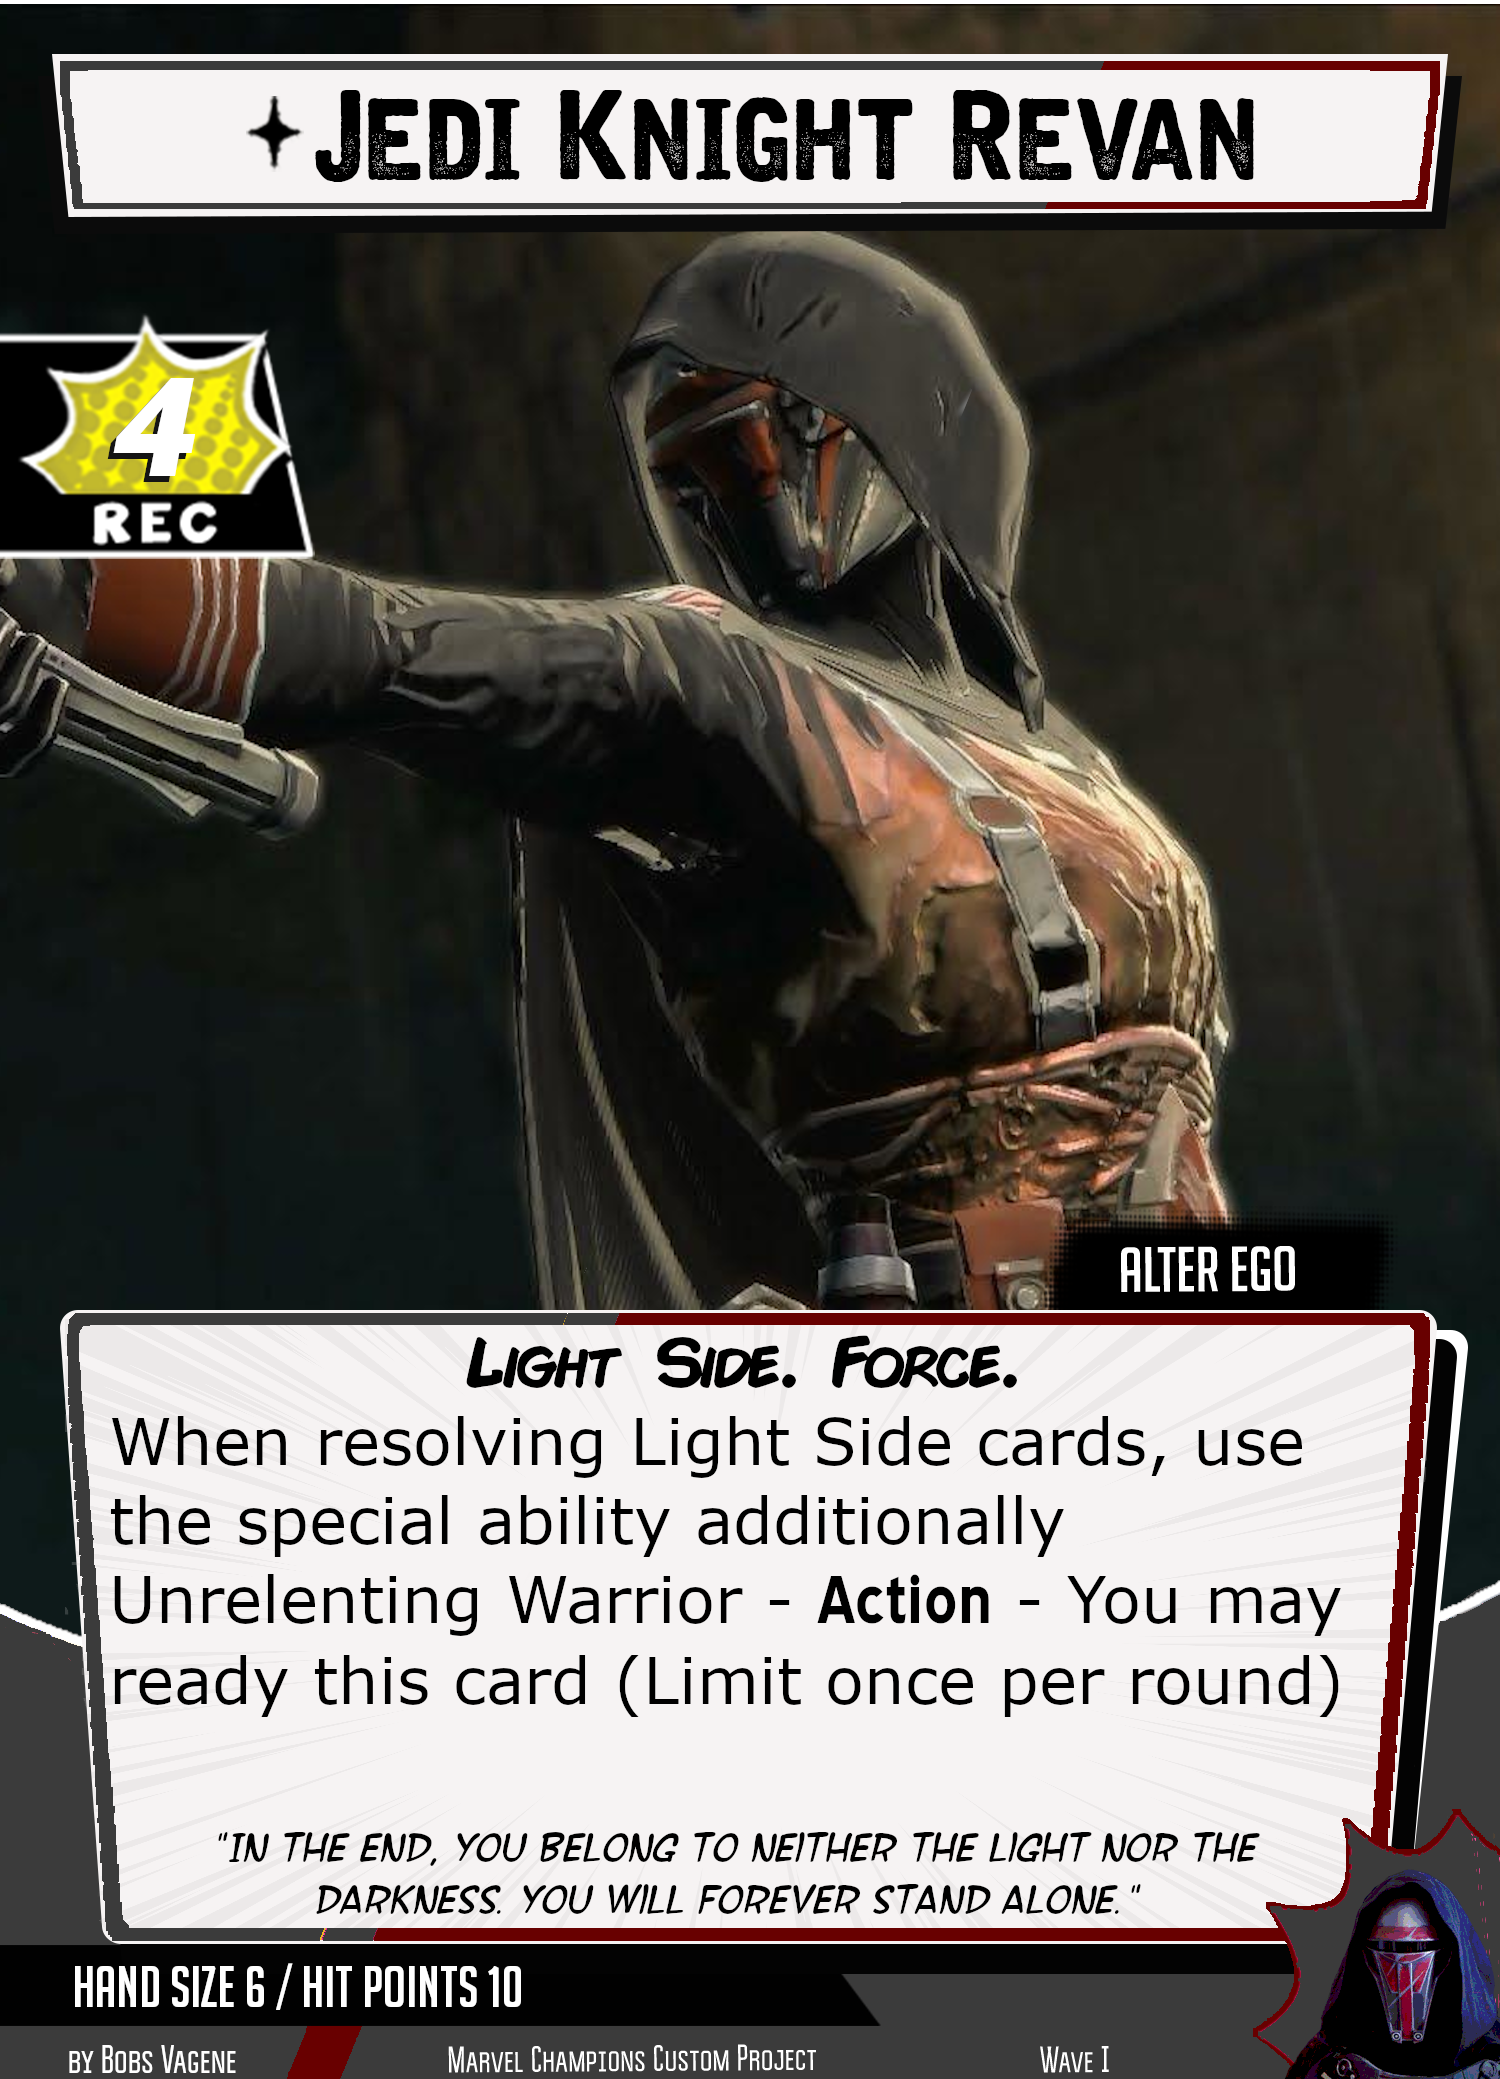 Jedi Knight Revan
4
REC
ALTER EGO
Light Side. Force.
When resolving Light Side cards, use
the special ability additionally
Unrelenting Warrior - Action - You may
ready this card (Limit once per round)
"IN THE END, YOU BELONG TO NEITHER THE LIGHT NOR THE
DARKNESS. YOU WILL FOREVER STAND ALONE."
HAND SIZE 6 / HIT POINTS 10
by Bobs Vagene
Marvel Champions Custom Project
Wave I